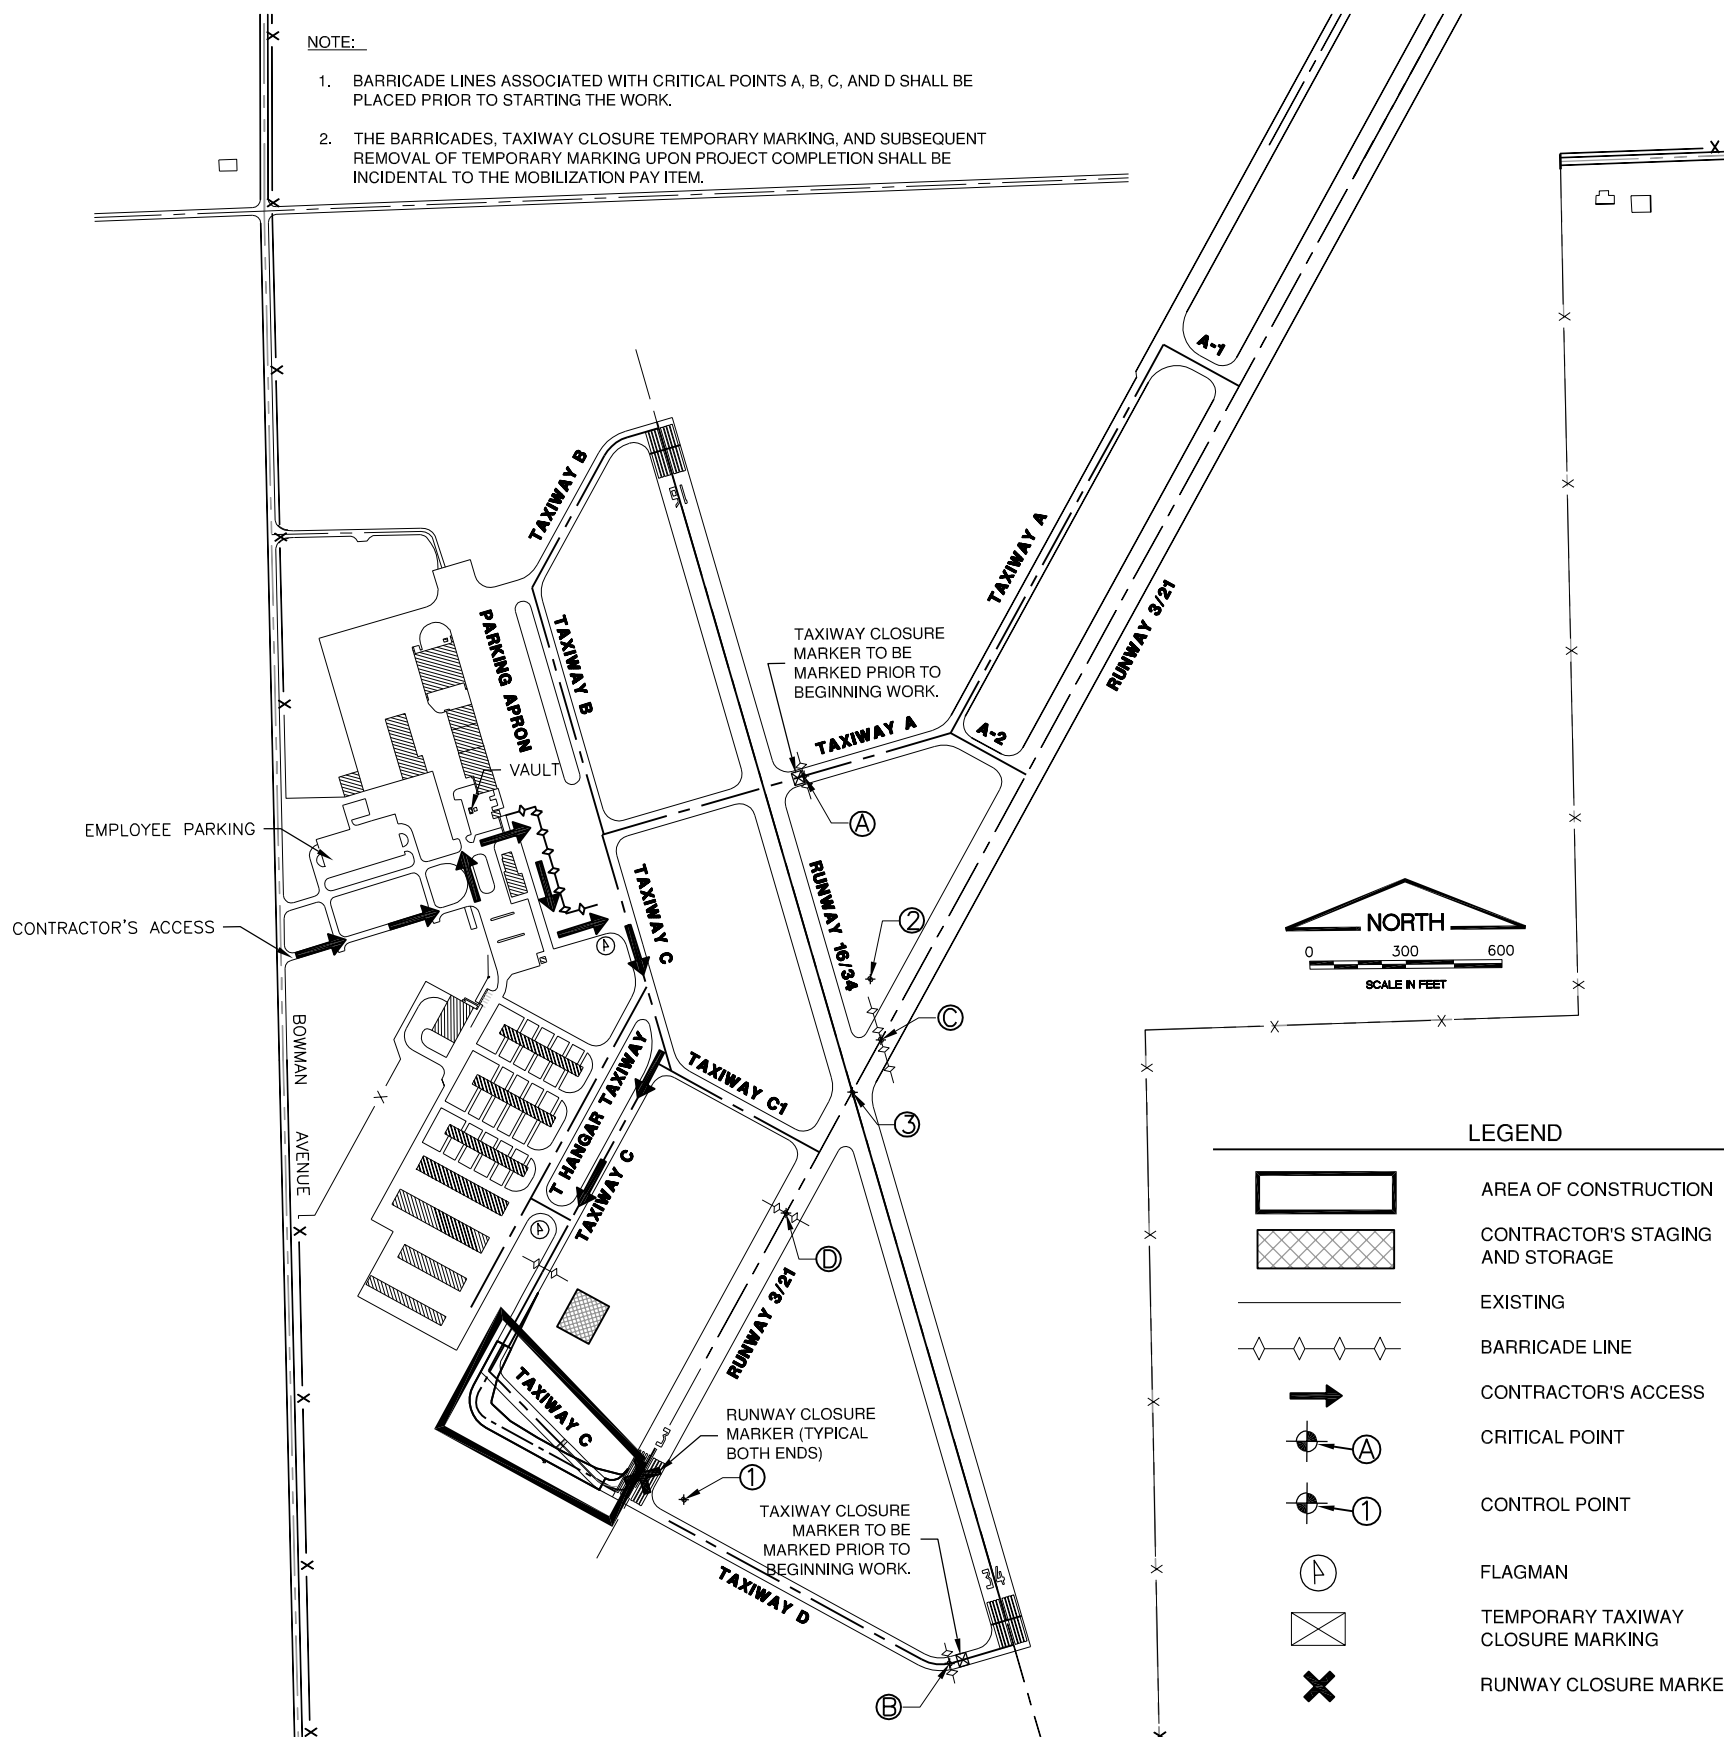 NOTE:
1. BARRICADE LINES ASSOCIATED WITH CRITICAL POINTS A, B, C, AND D SHALL BE
PLACED PRIOR TO STARTING THE WORK.
2. THE BARRICADES, TAXIWAY CLOSURE TEMPORARY MARKING, AND SUBSEQUENT
REMOVAL OF TEMPORARY MARKING UPON PROJECT COMPLETION SHALL BE
INCIDENTAL TO THE MOBILIZATION PAY ITEM.
A-1
TAXIWAY B
16
TAXIWAY A
RUNWAY 3/21
PARKING APRON
TAXIWAY B
TAXIWAY CLOSURE
MARKER TO BE
MARKED PRIOR TO
BEGINNING WORK.
TAXIWAY A
A-2
VAULT
A
EMPLOYEE PARKING
CONTRACTOR'S ACCESS
TAXIWAY C
RUNWAY 16/34
2
C
NORTH
0 300 600
SCALE IN FEET
BOWMAN
AVENUE
T HANGAR TAXIWAY
TAXIWAY C1
3
TAXIWAY C
D
RUNWAY 3/21
TAXIWAY C
3
RUNWAY CLOSURE
MARKER (TYPICAL
BOTH ENDS)
1
TAXIWAY CLOSURE
MARKER TO BE
MARKED PRIOR TO
BEGINNING WORK.
TAXIWAY D
34
B
LEGEND
AREA OF CONSTRUCTION
CONTRACTOR'S STAGING
AND STORAGE
EXISTING
BARRICADE LINE
CONTRACTOR'S ACCESS
A
CRITICAL POINT
1
CONTROL POINT
FLAGMAN
TEMPORARY TAXIWAY
CLOSURE MARKING
RUNWAY CLOSURE MARKE